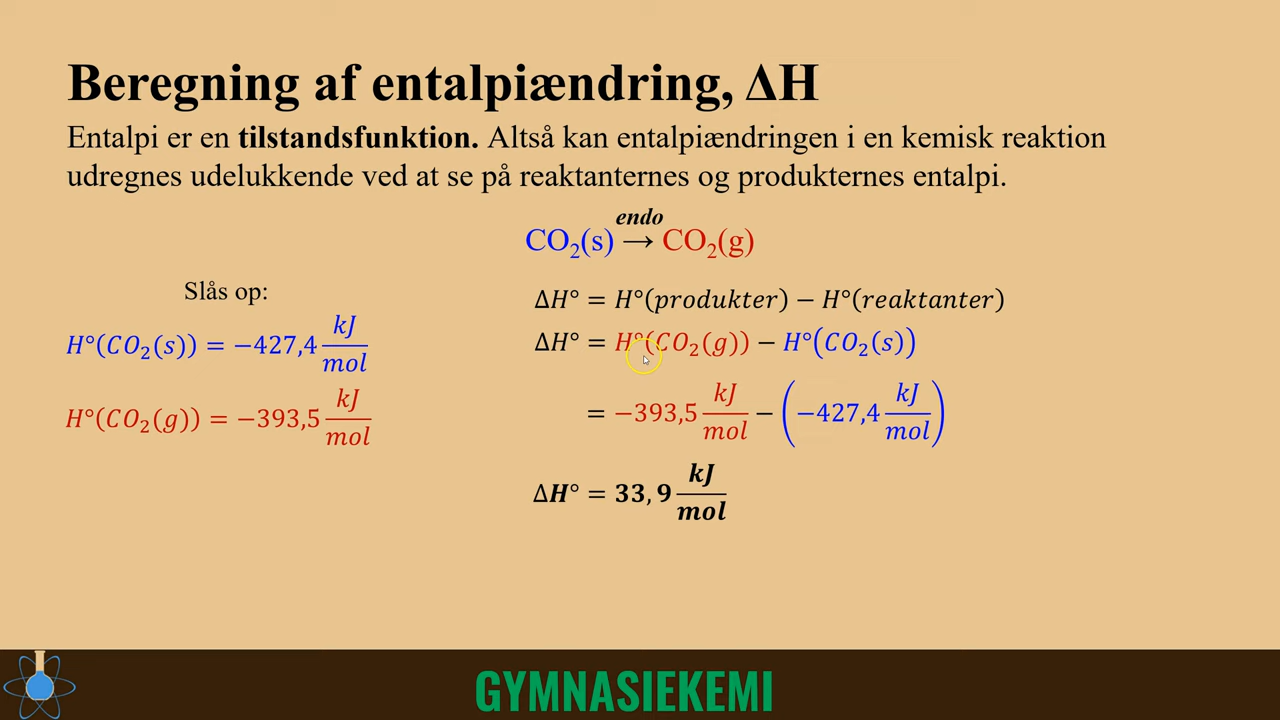 Beregning af entalpiændring, ΔH
Entalpi er en tilstandsfunktion. Altså kan entalpiændringen i en kemisk reaktion
udregnes udelukkende ved at se på reaktanternes og produkternes entalpi.
endo
CO₂(s) → CO₂(g)
Slås op:
H°(CO₂(s)) = −427,4 kJ/mol
H°(CO₂(g)) = −393,5 kJ/mol
ΔH° = H°(produkter) − H°(reaktanter)
ΔH° = H°(CO₂(g)) − H°(CO₂(s))
= −393,5 kJ/mol − (−427,4 kJ/mol)
ΔH° = 33,9 kJ/mol
GYMNASIEKEMI